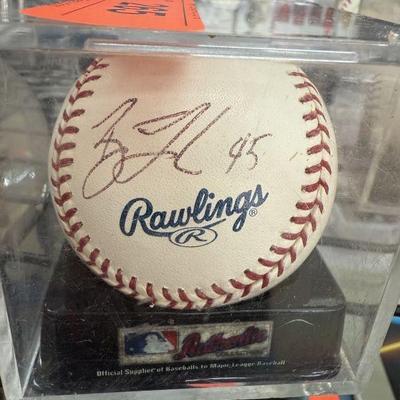 45
Rawlings®
R
Authentic
Official Supplier of Baseballs to Major League Baseball